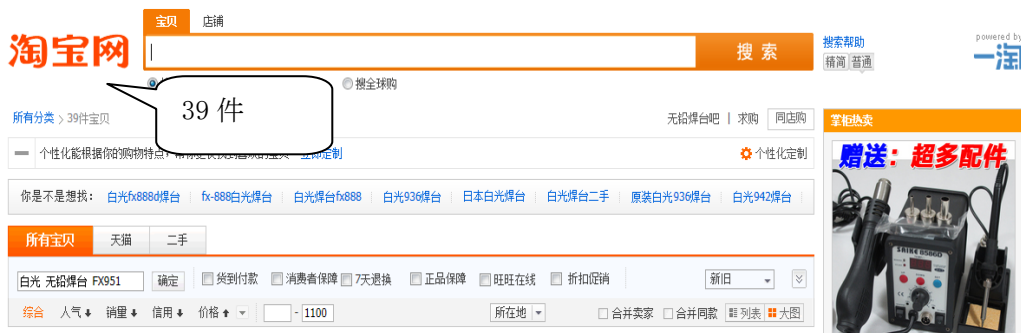 宝贝 店铺
淘宝网
搜 索
搜索帮助
精简 普通
powered by
一淘
搜全球购
39 件
所有分类 > 39件宝贝
无铅焊台吧 | 求购 同店购
掌柜热卖
个性化能根据你的购物特点，
立即定制
个性化定制
你是不是想找： 白光fx888d焊台 fx-888白光焊台 白光焊台fx888 白光936焊台 日本白光焊台 白光焊台二手 原装白光936焊台 白光942焊台
赠送：超多配件
SAIKE 8586D
所有宝贝 天猫 二手
白光 无铅焊台 FX951 确定 货到付款 消费者保障 7天退换 正品保障 旺旺在线 折扣促销 新旧
综合 人气 销量 信用 价格 - 1100 所在地 合并卖家 合并同款 列表 大图